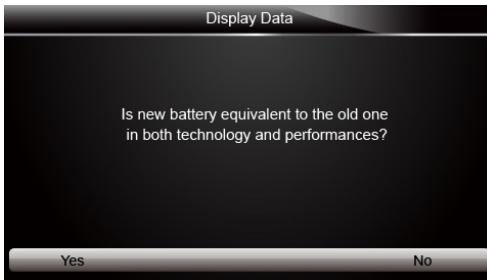 Display Data
Is new battery equivalent to the old one
in both technology and performances?
Yes
No